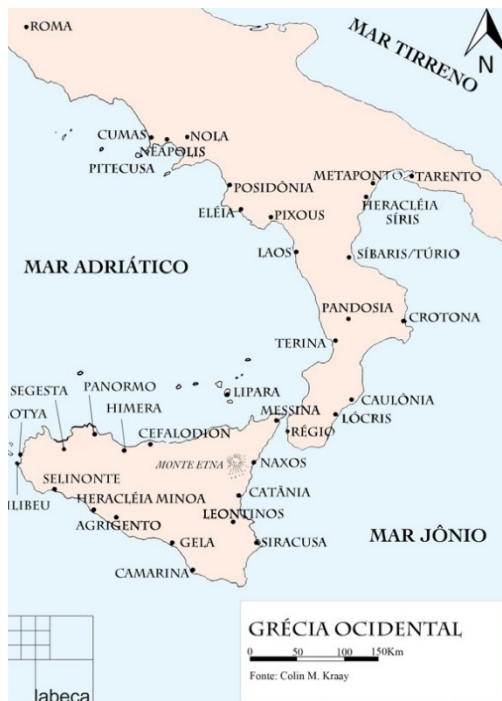 ROMA
MAR TIRRENO
N
CUMAS
NOLA
NEÁPOLIS
PITECUSA
METAPONTO
TARENTO
POSIDÔNIA
HERACLÉIA
SÍRIS
ELÉIA
PIXOUS
LAOS
SÍBARIS/TÚRIO
MAR ADRIÁTICO
PANDOSIA
CROTONA
TERINA
PANORMO
LIPARA
SEGESTA
CAULÔNIA
OTYA
HIMERA
MESSINA
LÓCRIS
CEFALODION
RÉGIO
MONTE ETNA
NAXOS
SELINONTE
ILIBEU
HERACLÉIA MINOA
CATÂNIA
LEONTINOS
AGRIGENTO
MAR JÔNIO
GELA
SIRACUSA
CAMARINA
GRÉCIA OCIDENTAL
0 50 100 150Km
Fonte: Colin M. Kraay
labeca